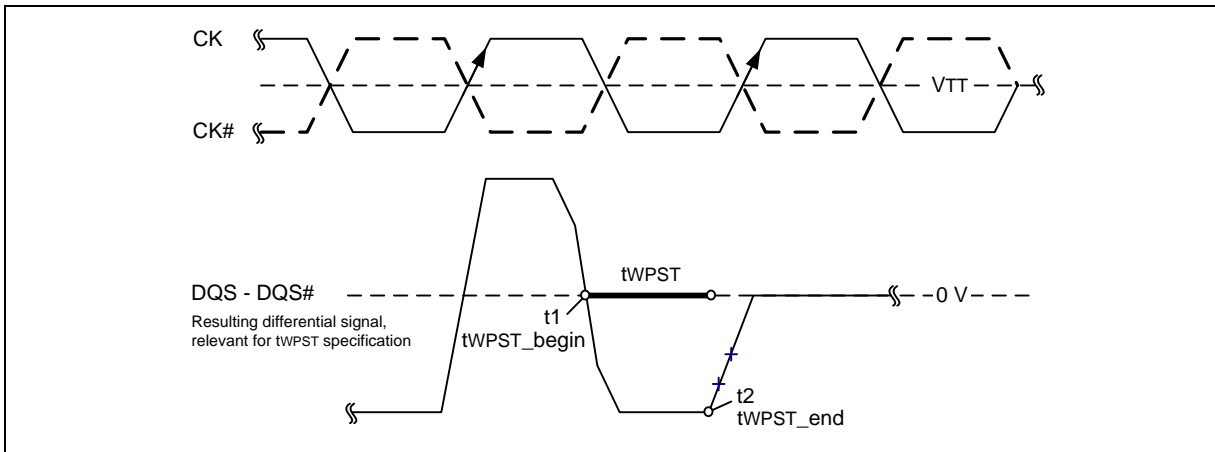 CK
VTT
CK#
tWPST
DQS - DQS#
0 V
Resulting differential signal,
relevant for tWPST specification
t1
tWPST_begin
t2
tWPST_end